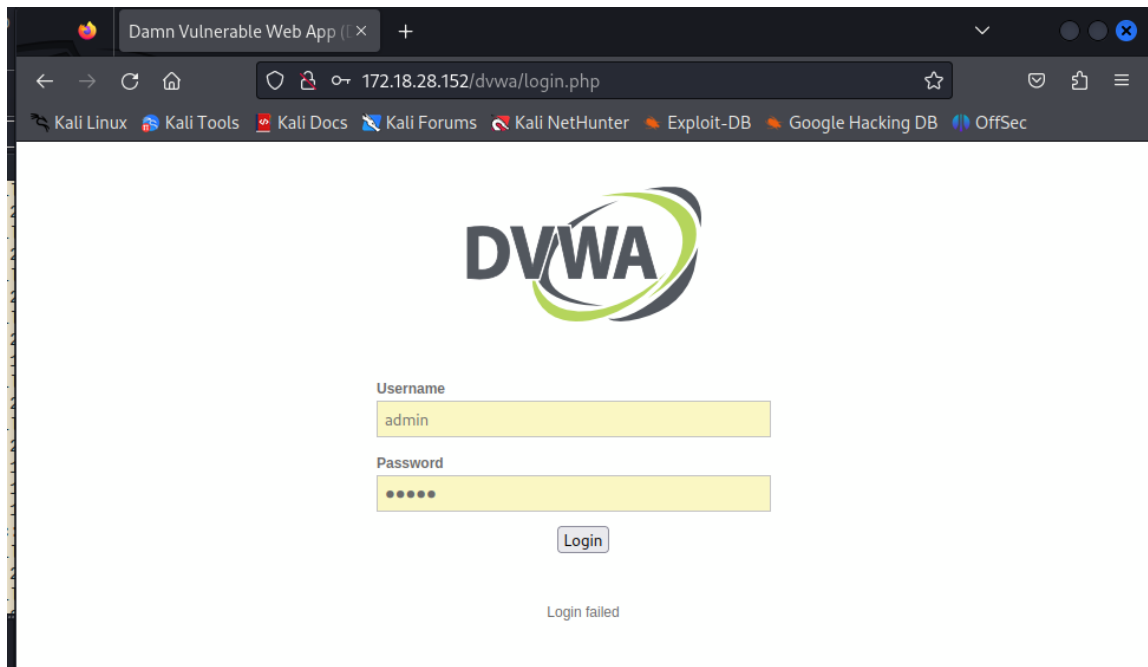 Damn Vulnerable Web App (D
172.18.28.152/dvwa/login.php
Kali Linux Kali Tools Kali Docs Kali Forums Kali NetHunter Exploit-DB Google Hacking DB OffSec
DVWA
Username
admin
Password
•••••
Login
Login failed